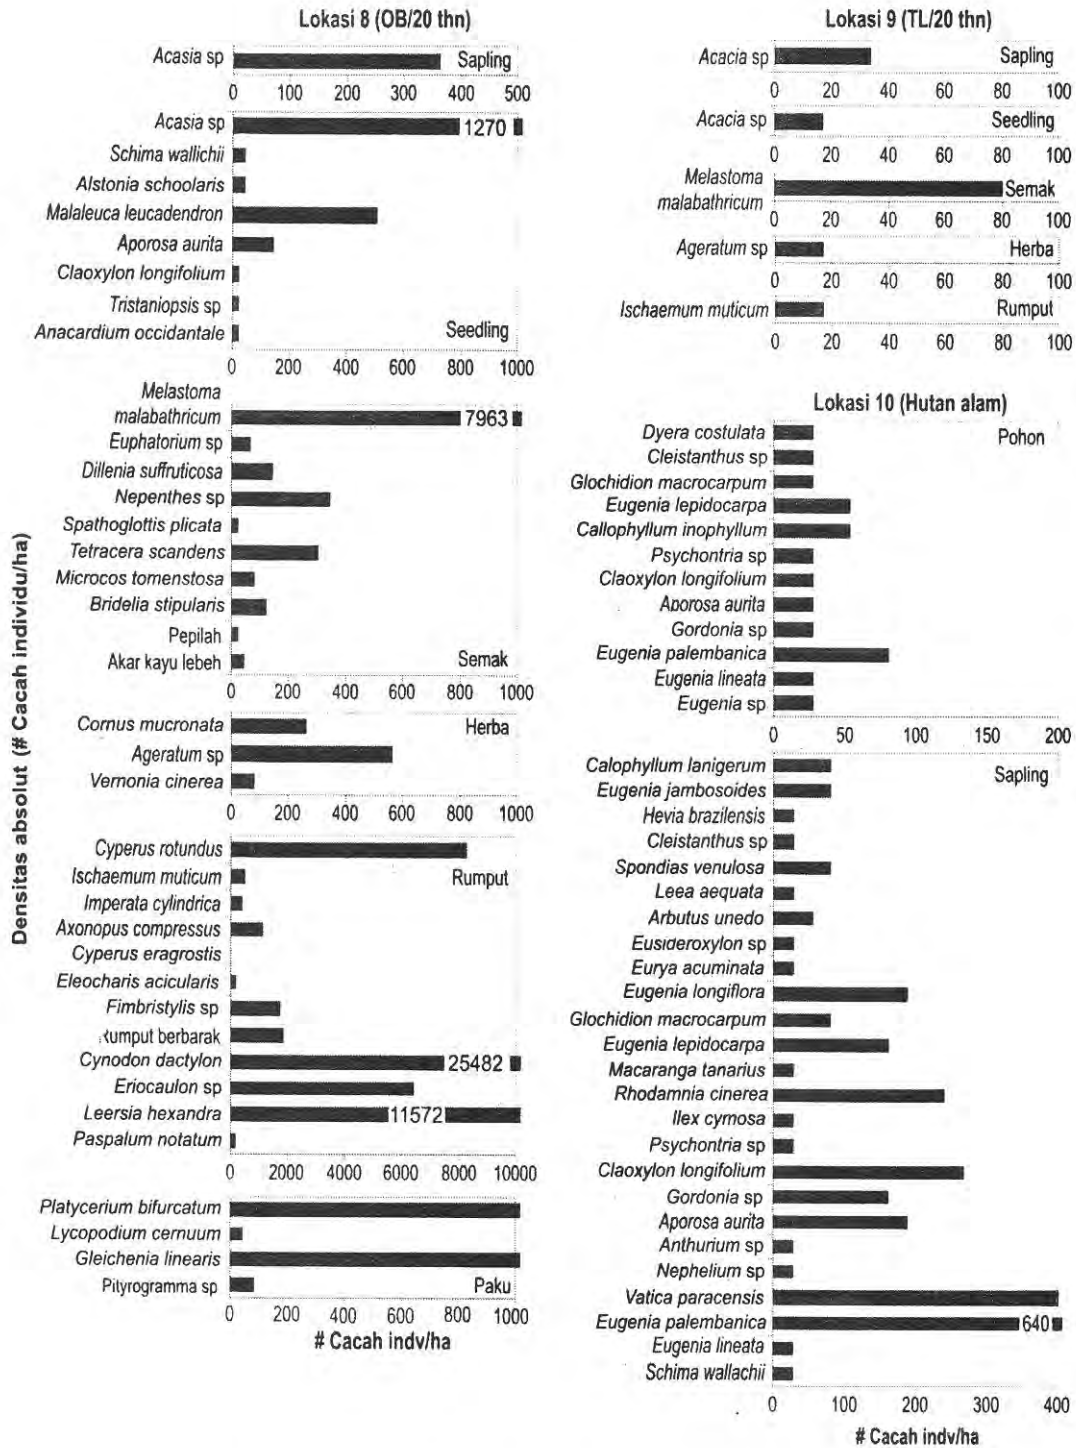 Lokasi 8 (OB/20 thn)
Acasia sp
Sapling
0 100 200 300 400 500
Acasia sp
1270
Schima wallichii
Alstonia schoolaris
Malaleuca leucadendron
Aporosa aurita
Claoxylon longifolium
Tristaniopsis sp
Anacardium occidantale
Seedling
0 200 400 600 800 1000
Melastoma
malabathricum
7963
Euphatorium sp
Dillenia suffruticosa
Nepenthes sp
Spathoglottis plicata
Tetracera scandens
Microcos tomenstosa
Bridelia stipularis
Pepilah
Akar kayu lebeh
Semak
0 200 400 600 800 1000
Cornus mucronata
Herba
Ageratum sp
Vernonia cinerea
0 200 400 600 800 1000
Cyperus rotundus
Ischaemum muticum
Rumput
Imperata cylindrica
Axonopus compressus
Cyperus eragrostis
Eleocharis acicularis
Fimbristylis sp
Rumput berbarak
Cynodon dactylon
25482
Eriocaulon sp
Leersia hexandra
11572
Paspalum notatum
0 2000 4000 6000 8000 10000
Platycerium bifurcatum
Lycopodium cernuum
Gleichenia linearis
Pityrogramma sp
Paku
0 200 400 600 800 1000
# Cacah indv/ha
Densitas absolut (# Cacah individu/ha)
Lokasi 9 (TL/20 thn)
Acacia sp
Sapling
0 20 40 60 80 100
Acacia sp
Seedling
0 20 40 60 80 100
Melastoma
malabathricum
Semak
0 20 40 60 80 100
Ageratum sp
Herba
0 20 40 60 80 100
Ischaemum muticum
Rumput
0 20 40 60 80 100
Lokasi 10 (Hutan alam)
Dyera costulata
Pohon
Cleistanthus sp
Glochidion macrocarpum
Eugenia lepidocarpa
Callophyllum inophyllum
Psychontria sp
Claoxylon longifolium
Aporosa aurita
Gordonia sp
Eugenia palembanica
Eugenia lineata
Eugenia sp
0 50 100 150 200
Calophyllum lanigerum
Sapling
Eugenia jambosoides
Hevia brazilensis
Cleistanthus sp
Spondias venulosa
Leea aequata
Arbutus unedo
Eusideroxylon sp
Eurya acuminata
Eugenia longiflora
Glochidion macrocarpum
Eugenia lepidocarpa
Macaranga tanarius
Rhodamnia cinerea
Ilex cymosa
Psychontria sp
Claoxylon longifolium
Gordonia sp
Aporosa aurita
Anthurium sp
Nephelium sp
Vatica paracensis
Eugenia palembanica
640
Eugenia lineata
Schima wallachii
0 100 200 300 400
# Cacah indv/ha